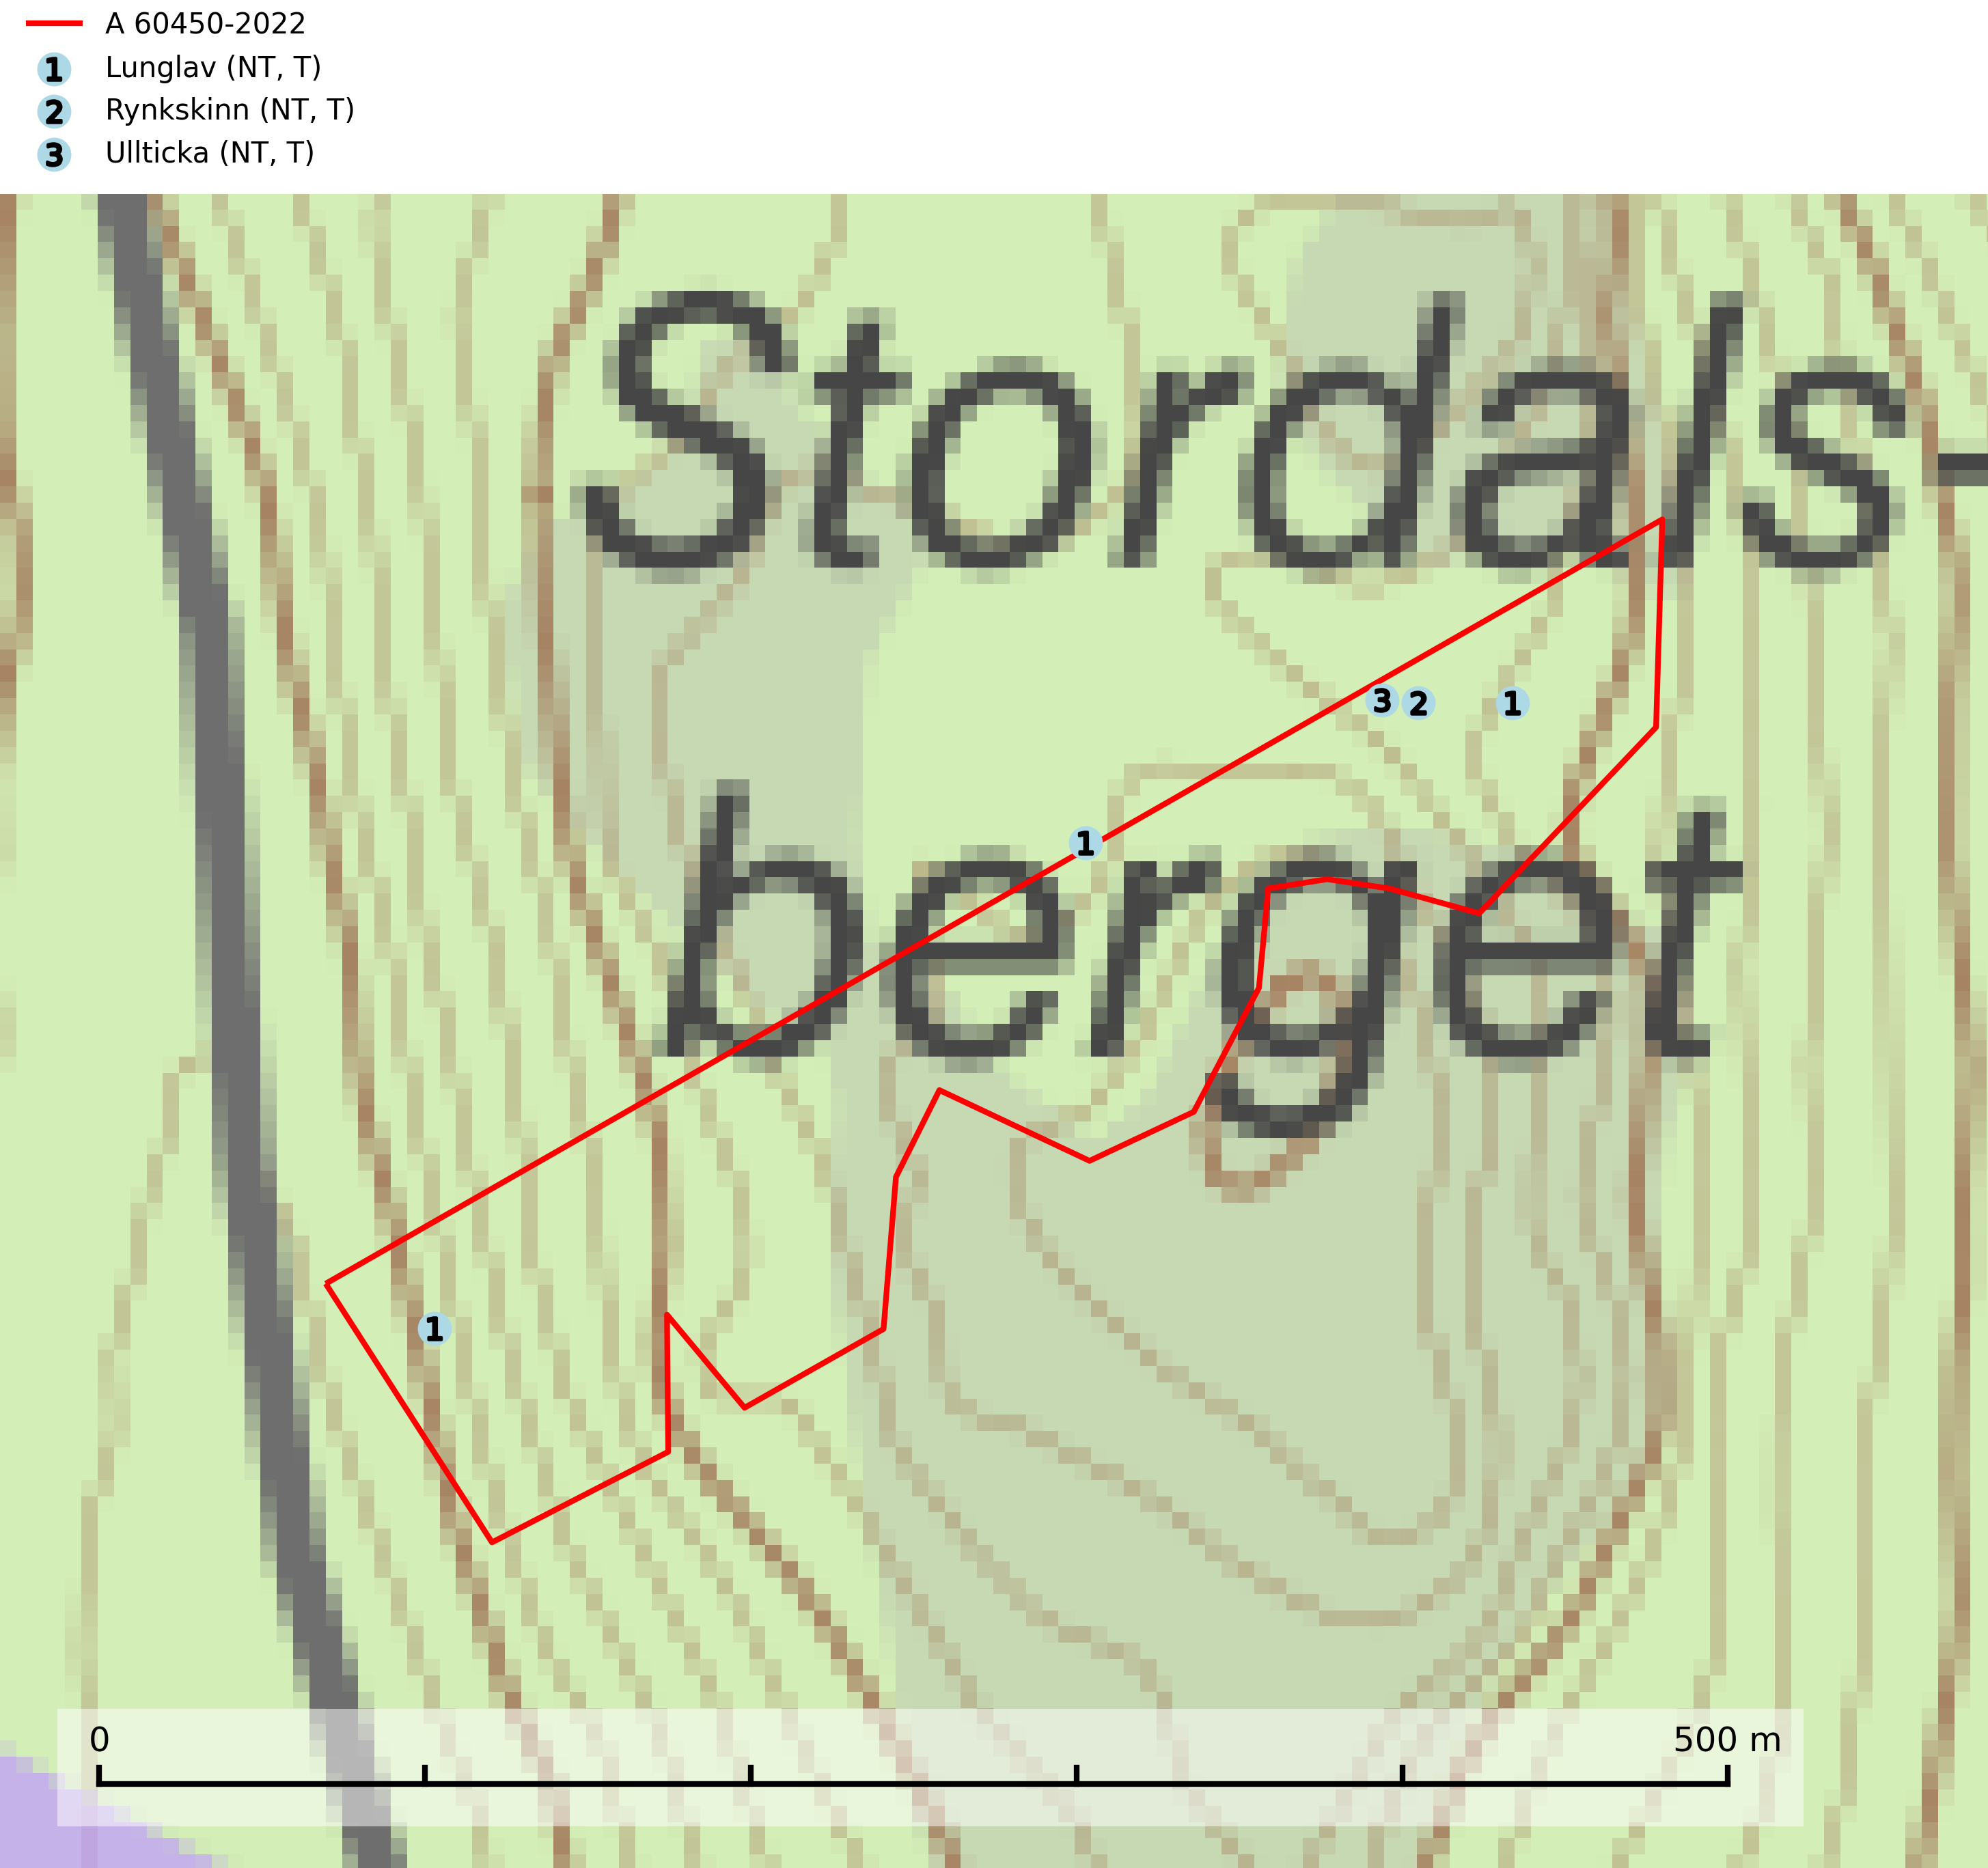 A 60450-2022
1 Lunglav (NT, T)
2 Rynkskinn (NT, T)
3 Ullticka (NT, T)
Stordals-
3 2 1
1
berget
1
0 500 m